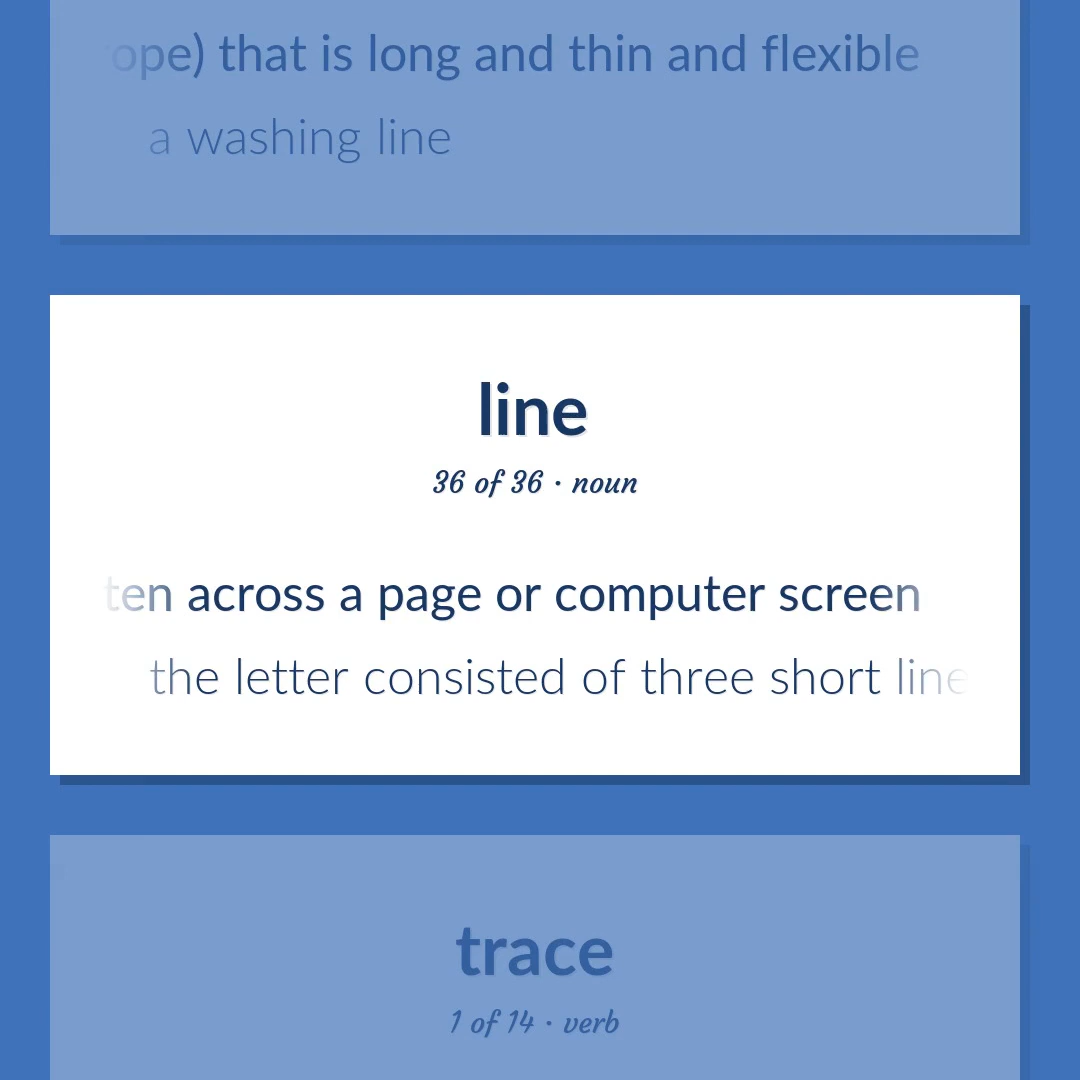 ope) that is long and thin and flexible
a washing line
line
36 of 36 · noun
ten across a page or computer screen
the letter consisted of three short line
trace
1 of 14 · verb